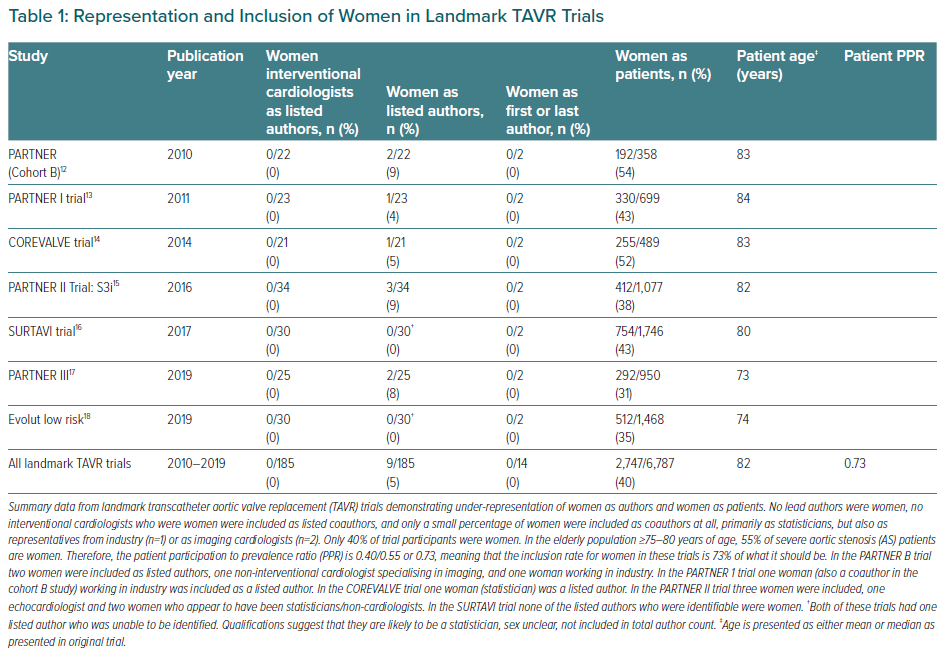 Table 1: Representation and Inclusion of Women in Landmark TAVR Trials
Study
Publication
year
Women
interventional
cardiologists
as listed
authors, n (%)
Women as
listed authors,
n (%)
Women as
first or last
author, n (%)
Women as
patients, n (%)
Patient age‡
(years)
Patient PPR
PARTNER 2010 0/22 2/22 0/2 192/358 83
(Cohort B)12 (0) (9) (0) (54)
PARTNER I trial13 2011 0/23 1/23 0/2 330/699 84
(0) (4) (0) (43)
COREVALVE trial14 2014 0/21 1/21 0/2 255/489 83
(0) (5) (0) (52)
PARTNER II Trial: S3i15 2016 0/34 3/34 0/2 412/1,077 82
(0) (9) (0) (38)
SURTAVI trial16 2017 0/30 0/30† 0/2 754/1,746 80
(0) (0) (0) (43)
PARTNER III17 2019 0/25 2/25 0/2 292/950 73
(0) (8) (0) (31)
Evolut low risk18 2019 0/30 0/30† 0/2 512/1,468 74
(0) (0) (0) (35)
All landmark TAVR trials 2010–2019 0/185 9/185 0/14 2,747/6,787 82 0.73
(0) (5) (0) (40)
Summary data from landmark transcatheter aortic valve replacement (TAVR) trials demonstrating under-representation of women as authors and women as patients. No lead authors were women, no
interventional cardiologists who were women were included as listed coauthors, and only a small percentage of women were included as coauthors at all, primarily as statisticians, but also as
representatives from industry (n=1) or as imaging cardiologists (n=2). Only 40% of trial participants were women. In the elderly population ≥75–80 years of age, 55% of severe aortic stenosis (AS) patients
are women. Therefore, the patient participation to prevalence ratio (PPR) is 0.40/0.55 or 0.73, meaning that the inclusion rate for women in these trials is 73% of what it should be. In the PARTNER B trial
two women were included as listed authors, one non-interventional cardiologist specialising in imaging, and one woman working in industry. In the PARTNER 1 trial one woman (also a coauthor in the
cohort B study) working in industry was included as a listed author. In the COREVALVE trial one woman (statistician) was a listed author. In the PARTNER II trial three women were included, one
echocardiologist and two women who appear to have been statisticians/non-cardiologists. In the SURTAVI trial none of the listed authors who were identifiable were women. †Both of these trials had one
listed author who was unable to be identified. Qualifications suggest that they are likely to be a statistician, sex unclear, not included in total author count. ‡Age is presented as either mean or median as
presented in original trial.